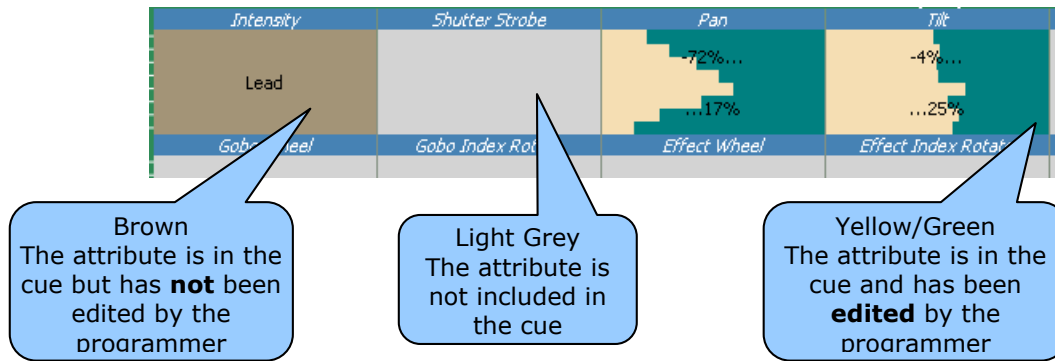 Intensity Shutter Strobe Pan Tilt
-72%... -4%...
Lead
...17% ...25%
Gobo Wheel Gobo Index Rot Effect Wheel Effect Index Rotat
Brown
The attribute is in the
cue but has not been
edited by the
programmer
Light Grey
The attribute is
not included in
the cue
Yellow/Green
The attribute is in the
cue and has been
edited by the
programmer